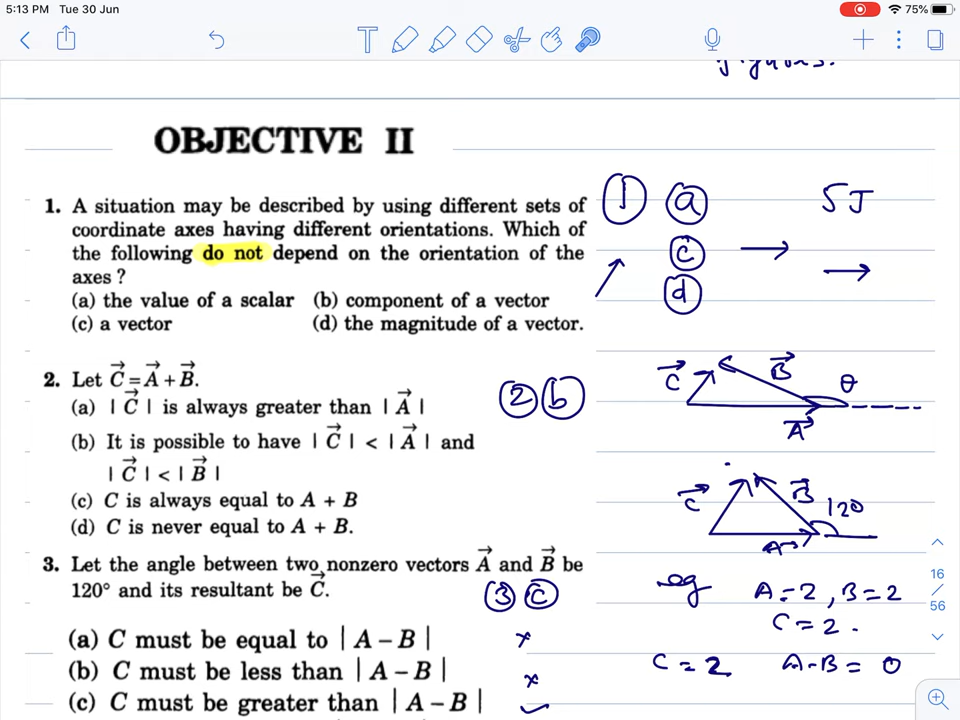 5:13 PM Tue 30 Jun
75%
T
figures.
OBJECTIVE II
1. A situation may be described by using different sets of
coordinate axes having different orientations. Which of
the following do not depend on the orientation of the
axes ?
(a) the value of a scalar (b) component of a vector
(c) a vector (d) the magnitude of a vector.
1 a 5J
c
d
2. Let C⃗ = A⃗ + B⃗.
(a) | C⃗ | is always greater than | A⃗ |
(b) It is possible to have | C⃗ | < | A⃗ | and
| C⃗ | < | B⃗ |
(c) C is always equal to A + B
(d) C is never equal to A + B.
2 b
C⃗ B⃗ θ
A⃗
C⃗ B⃗ 120
A⃗
3. Let the angle between two nonzero vectors A⃗ and B⃗ be
120° and its resultant be C⃗.
(a) C must be equal to | A − B |
(b) C must be less than | A − B |
(c) C must be greater than | A − B |
3 c
eg A = 2 , B = 2
C = 2 .
C = 2 A-B = 0
16
/
56